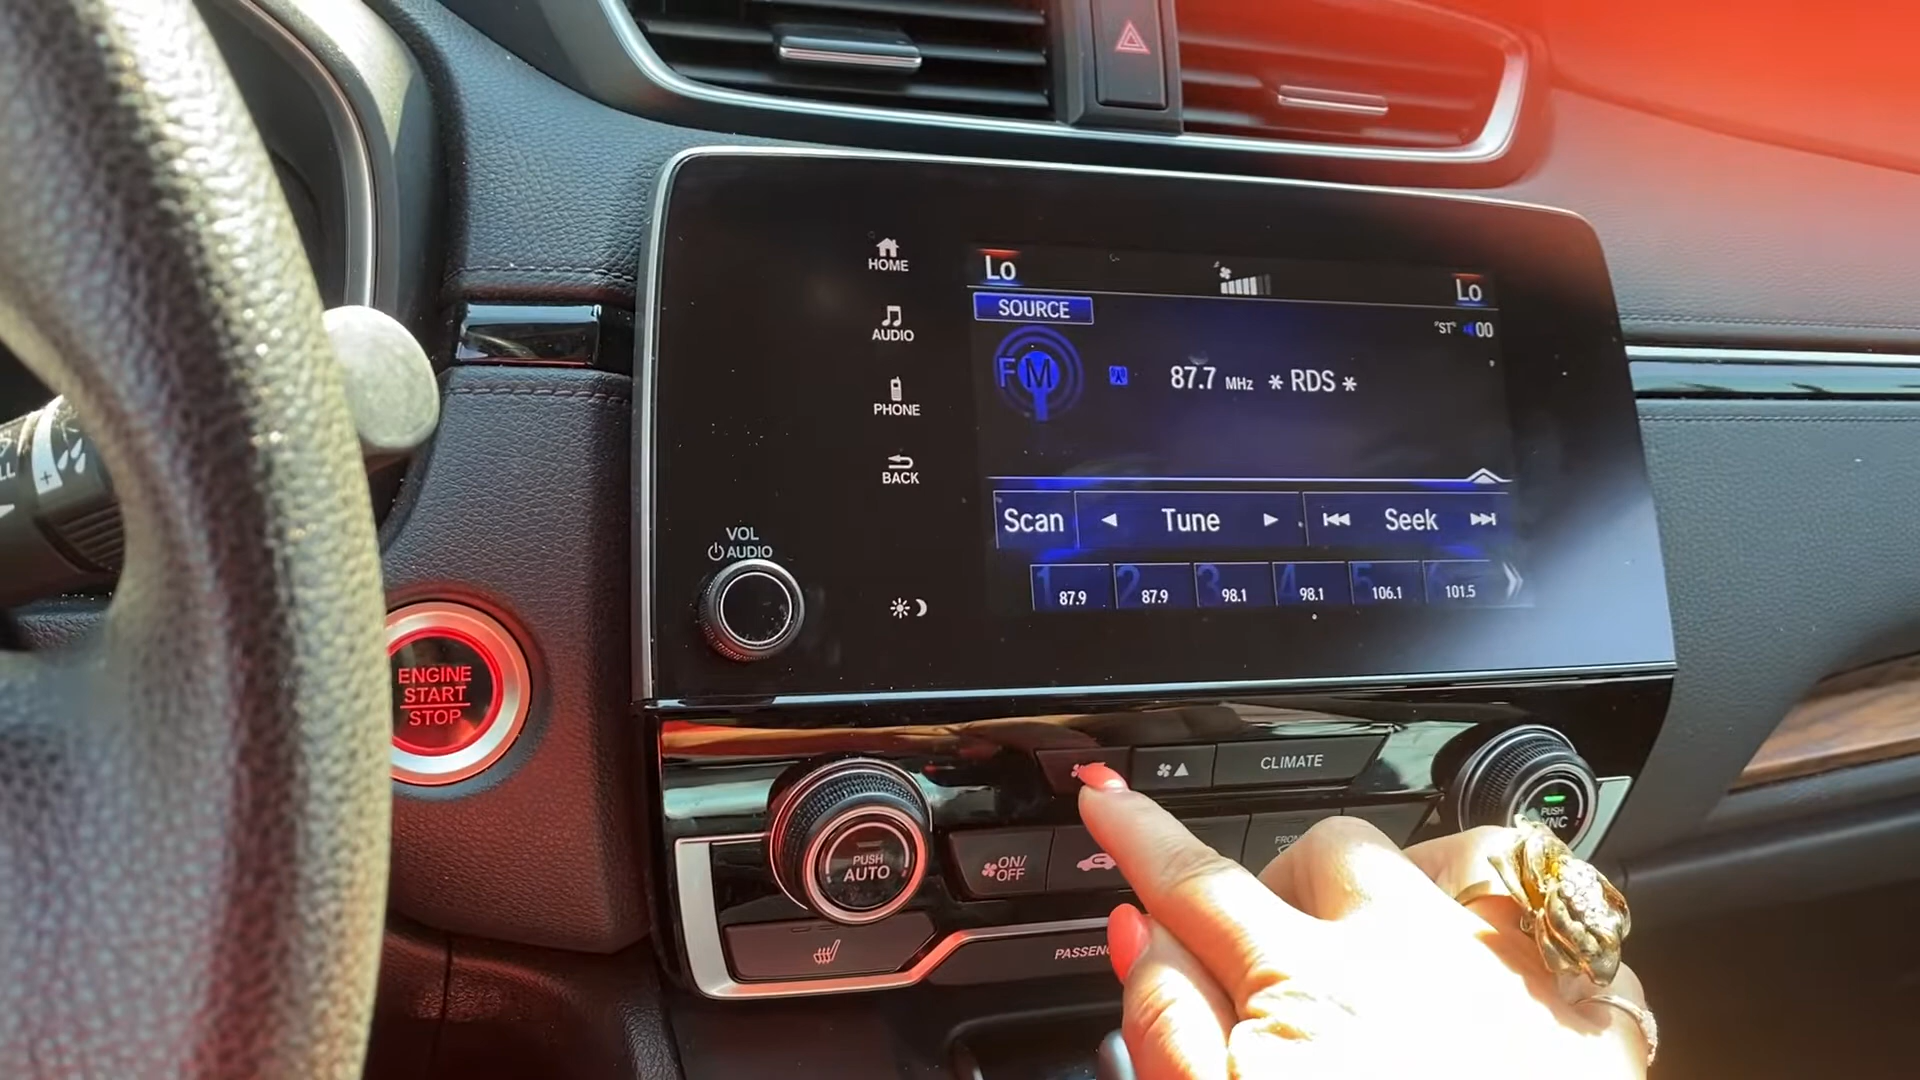 HOME
AUDIO
PHONE
BACK
VOL
AUDIO
Lo
Lo
SOURCE
"ST" 00
FM
87.7 MHz * RDS *
Scan
Tune
Seek
1 87.9
2 87.9
3 98.1
4 98.1
5 106.1
6 101.5
ENGINE
START
STOP
CLIMATE
PUSH
AUTO
ON/
OFF
PUSH